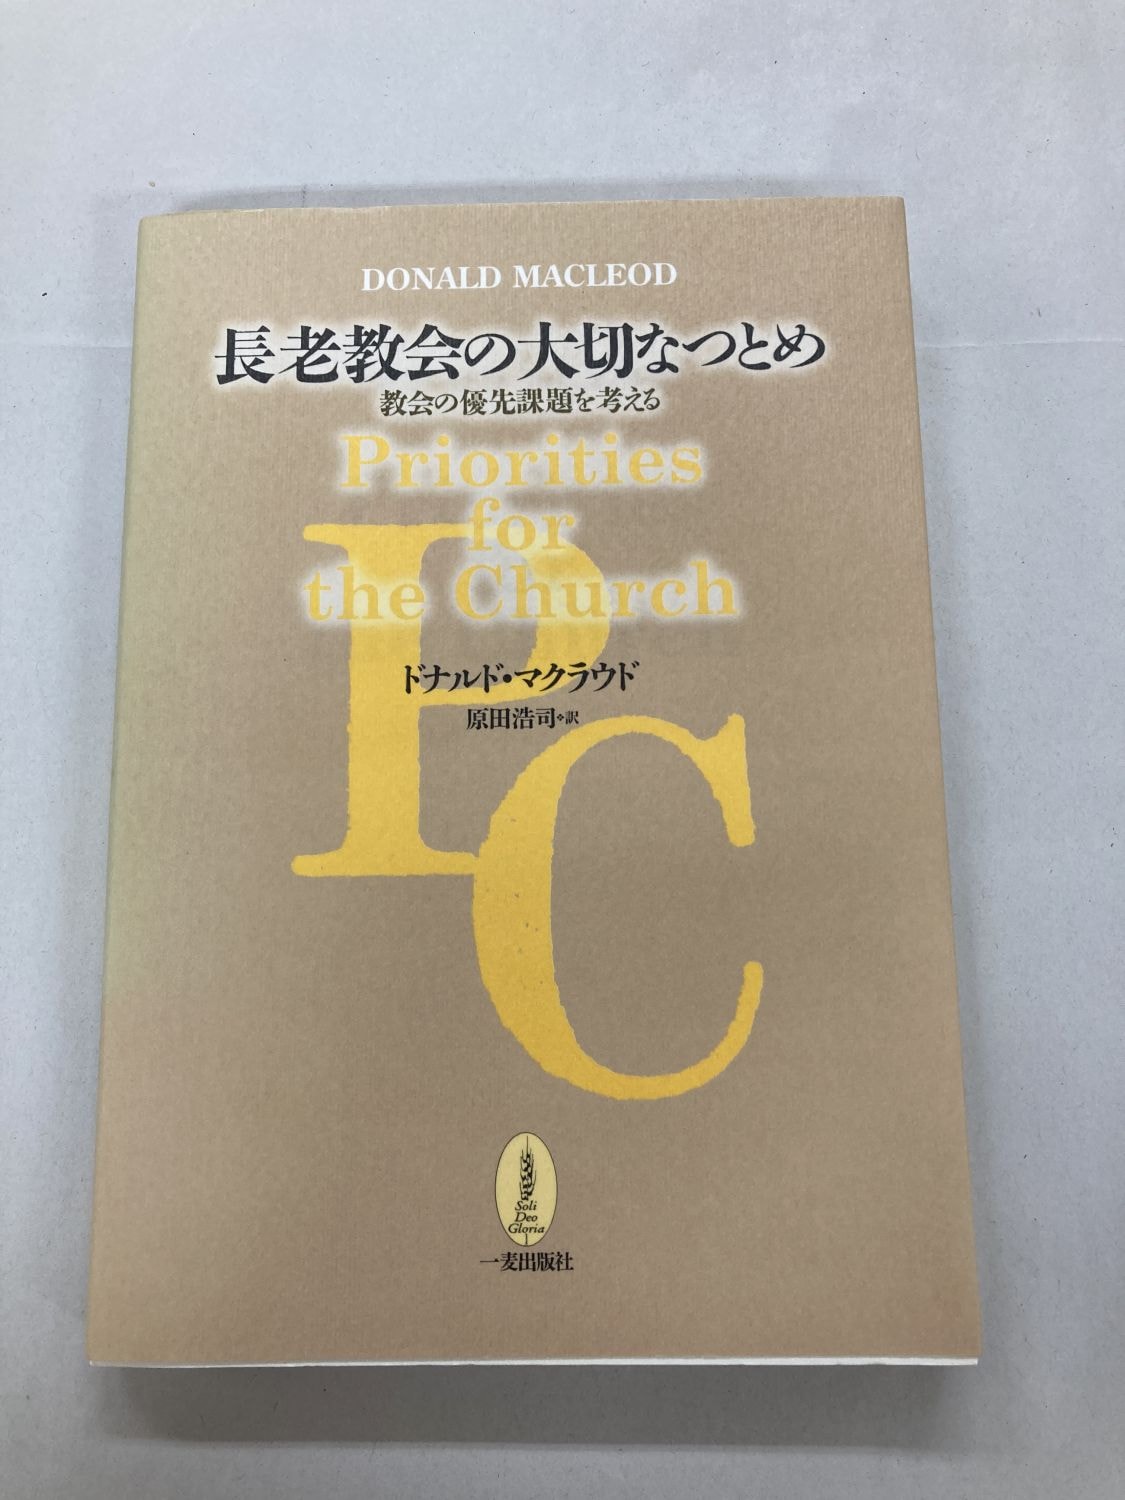 DONALD MACLEOD
長老教会の大切なつとめ
教会の優先課題を考える
Priorities
for
the Church
PC
ドナルド・マクラウド
原田浩司・訳
Soli
Deo
Gloria
一麦出版社